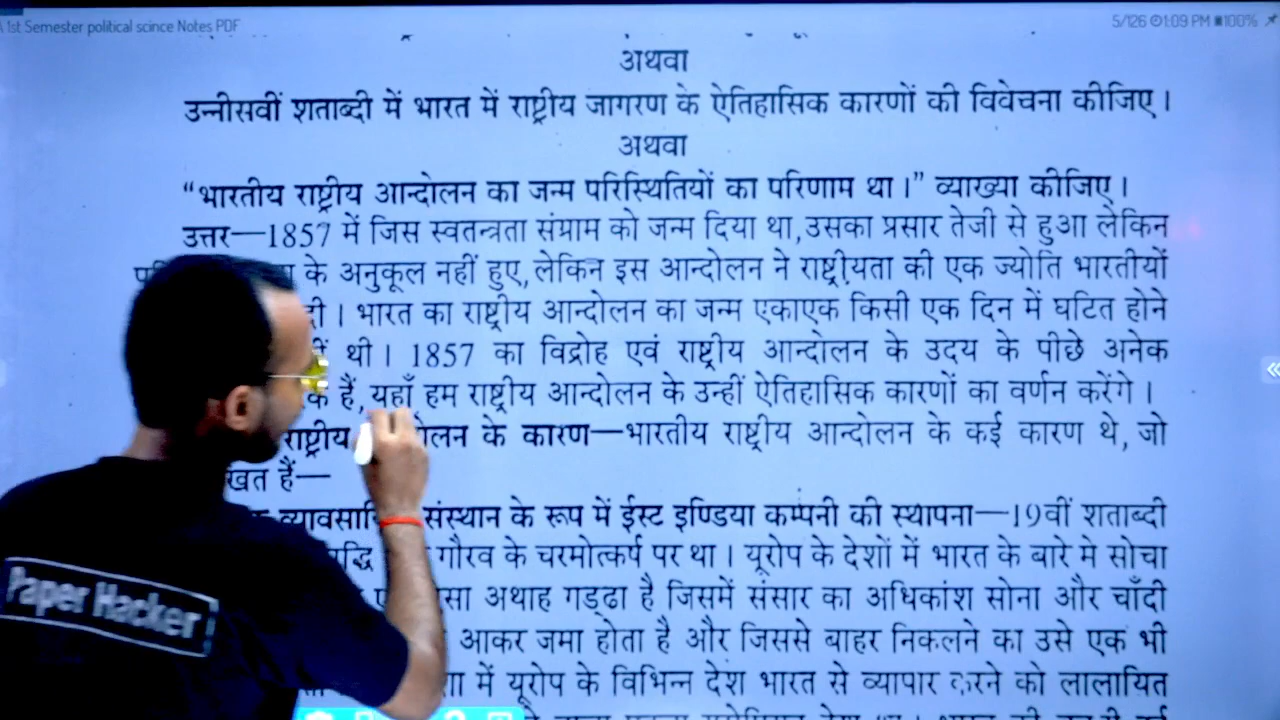 1st Semester political scince Notes PDF
5/126 1:09 PM 100%
अथवा
उन्नीसवीं शताब्दी में भारत में राष्ट्रीय जागरण के ऐतिहासिक कारणों की विवेचना कीजिए।
अथवा
“भारतीय राष्ट्रीय आन्दोलन का जन्म परिस्थितियों का परिणाम था।” व्याख्या कीजिए।
उत्तर—1857 में जिस स्वतन्त्रता संग्राम को जन्म दिया था, उसका प्रसार तेजी से हुआ लेकिन
के अनुकूल नहीं हुए, लेकिन इस आन्दोलन ने राष्ट्रीयता की एक ज्योति भारतीयों
दी। भारत का राष्ट्रीय आन्दोलन का जन्म एकाएक किसी एक दिन में घटित होने
थी। 1857 का विद्रोह एवं राष्ट्रीय आन्दोलन के उदय के पीछे अनेक
हैं, यहाँ हम राष्ट्रीय आन्दोलन के उन्हीं ऐतिहासिक कारणों का वर्णन करेंगे।
राष्ट्रीय के कारण—भारतीय राष्ट्रीय आन्दोलन के कई कारण थे, जो
हैं—
संस्थान के रूप में ईस्ट इण्डिया कम्पनी की स्थापना—19वीं शताब्दी
गौरव के चरमोत्कर्ष पर था। यूरोप के देशों में भारत के बारे मे सोचा
अथाह गड्ढा है जिसमें संसार का अधिकांश सोना और चाँदी
आकर जमा होता है और जिससे बाहर निकलने का उसे एक भी
में यूरोप के विभिन्न देश भारत से व्यापार करने को लालायित
Paper Hacker